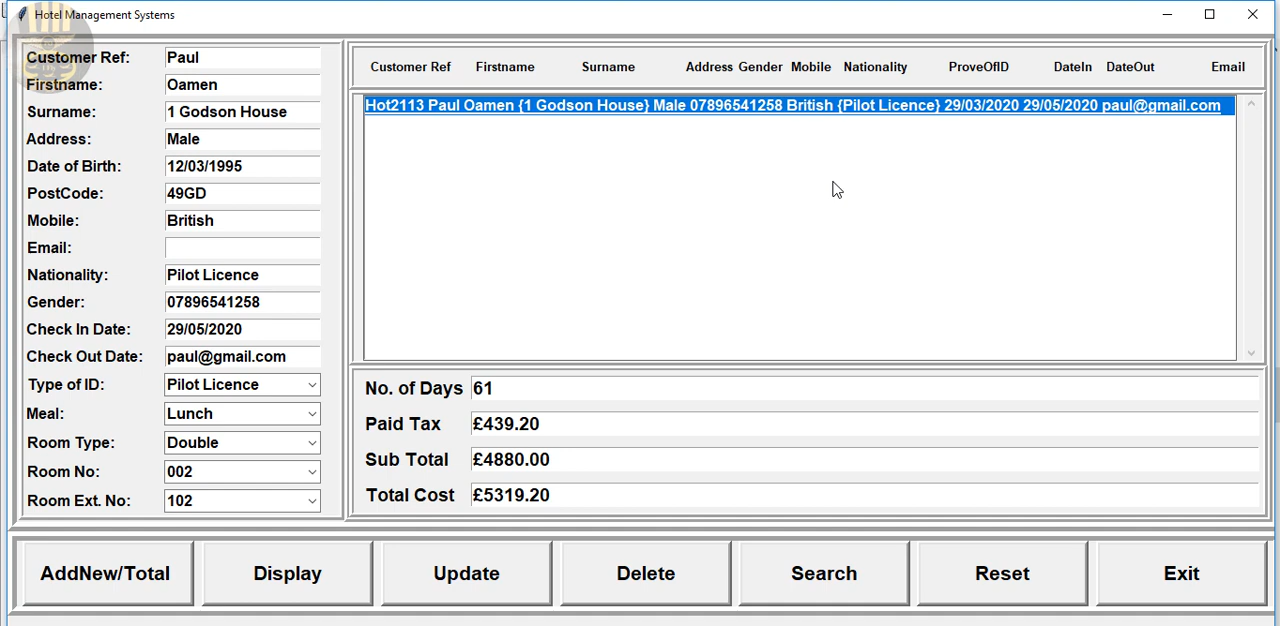 Hotel Management Systems
Customer Ref: Paul
Firstname: Oamen
Surname: 1 Godson House
Address: Male
Date of Birth: 12/03/1995
PostCode: 49GD
Mobile: British
Email:
Nationality: Pilot Licence
Gender: 07896541258
Check In Date: 29/05/2020
Check Out Date: paul@gmail.com
Type of ID: Pilot Licence
Meal: Lunch
Room Type: Double
Room No: 002
Room Ext. No: 102
Customer Ref Firstname Surname Address Gender Mobile Nationality ProveOfID DateIn DateOut Email
Hot2113 Paul Oamen {1 Godson House} Male 07896541258 British {Pilot Licence} 29/03/2020 29/05/2020 paul@gmail.com
No. of Days 61
Paid Tax £439.20
Sub Total £4880.00
Total Cost £5319.20
AddNew/Total Display Update Delete Search Reset Exit